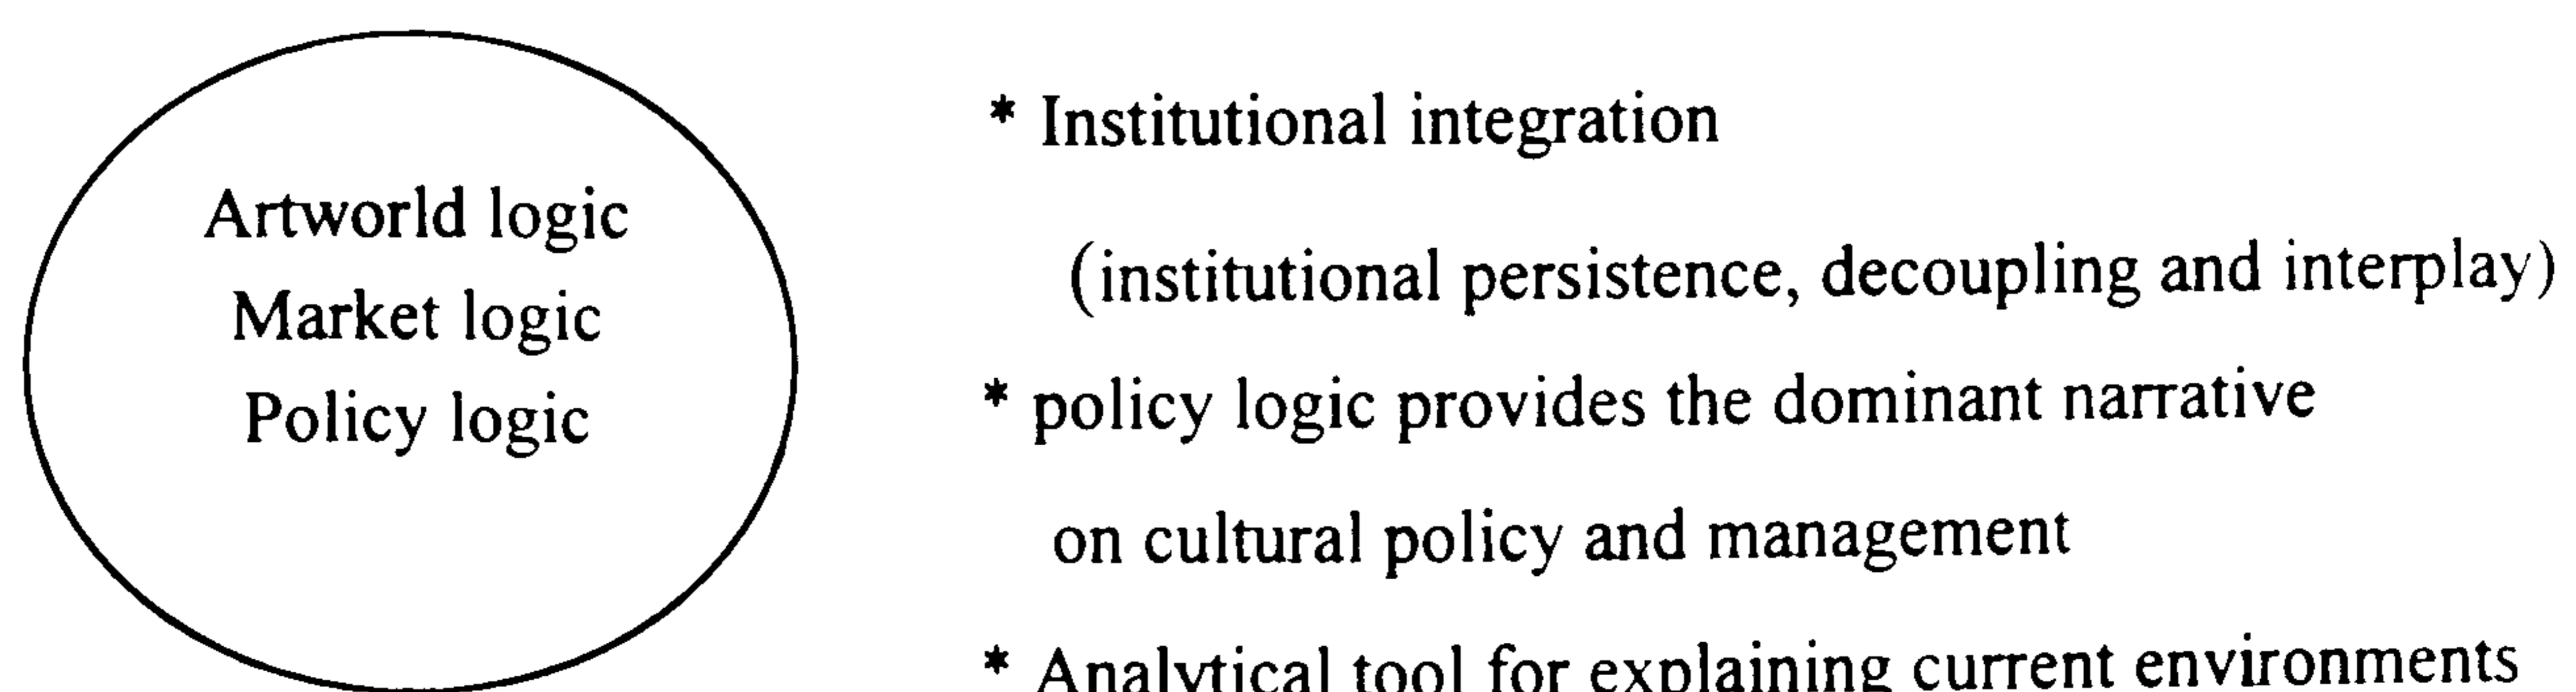 Artworld logic
Market logic
Policy logic
* Institutional integration
(institutional persistence, decoupling and interplay)
* policy logic provides the dominant narrative
on cultural policy and management
* Analytical tool for explaining current environments